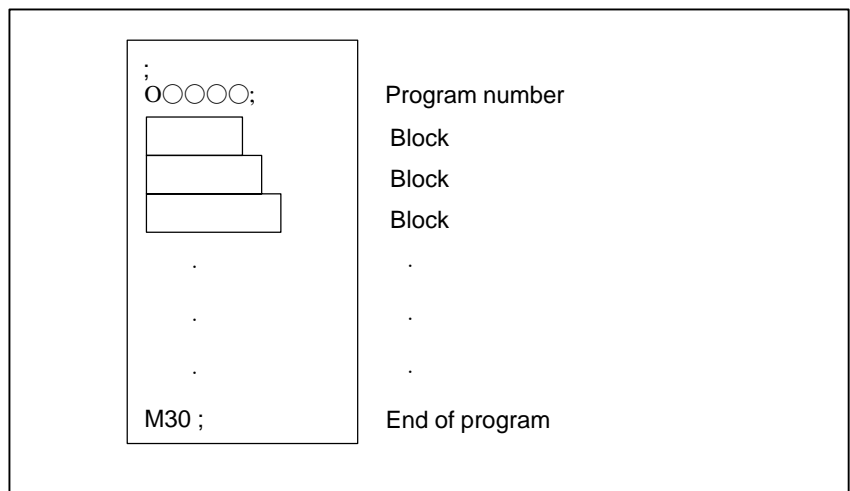 ;
O○○○○; Program number
Block
Block
Block
. .
. .
. .
M30 ; End of program